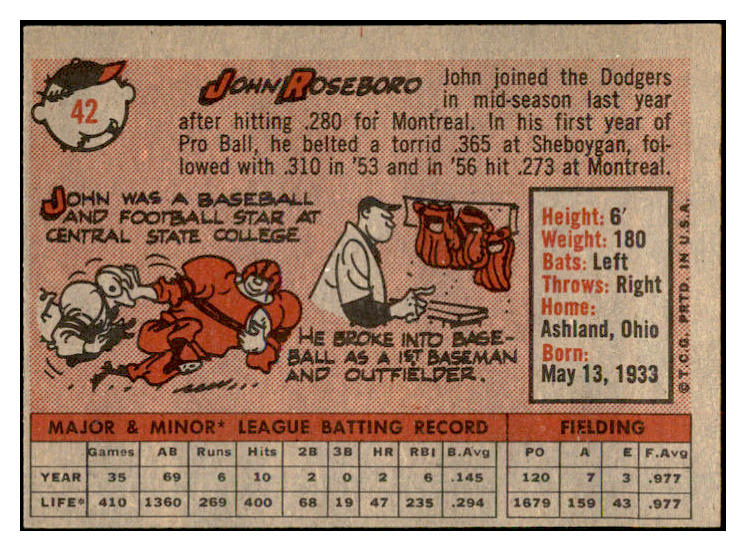 42
JOHN ROSEBORO
John joined the Dodgers
in mid-season last year
after hitting .280 for Montreal. In his first year of
Pro Ball, he belted a torrid .365 at Sheboygan, fol-
lowed with .310 in '53 and in '56 hit .273 at Montreal.
JOHN WAS A BASEBALL
AND FOOTBALL STAR AT
CENTRAL STATE COLLEGE
HE BROKE INTO BASE-
BALL AS A 1ST BASEMAN
AND OUTFIELDER.
Height: 6'
Weight: 180
Bats: Left
Throws: Right
Home:
Ashland, Ohio
Born:
May 13, 1933
© T.C.G. PRTD. IN U.S.A.
MAJOR & MINOR* LEAGUE BATTING RECORD FIELDING
Games AB Runs Hits 2B 3B HR RBI B.Avg PO A E F.Avg
YEAR 35 69 6 10 2 0 2 6 .145 120 7 3 .977
LIFE* 410 1360 269 400 68 19 47 235 .294 1679 159 43 .977